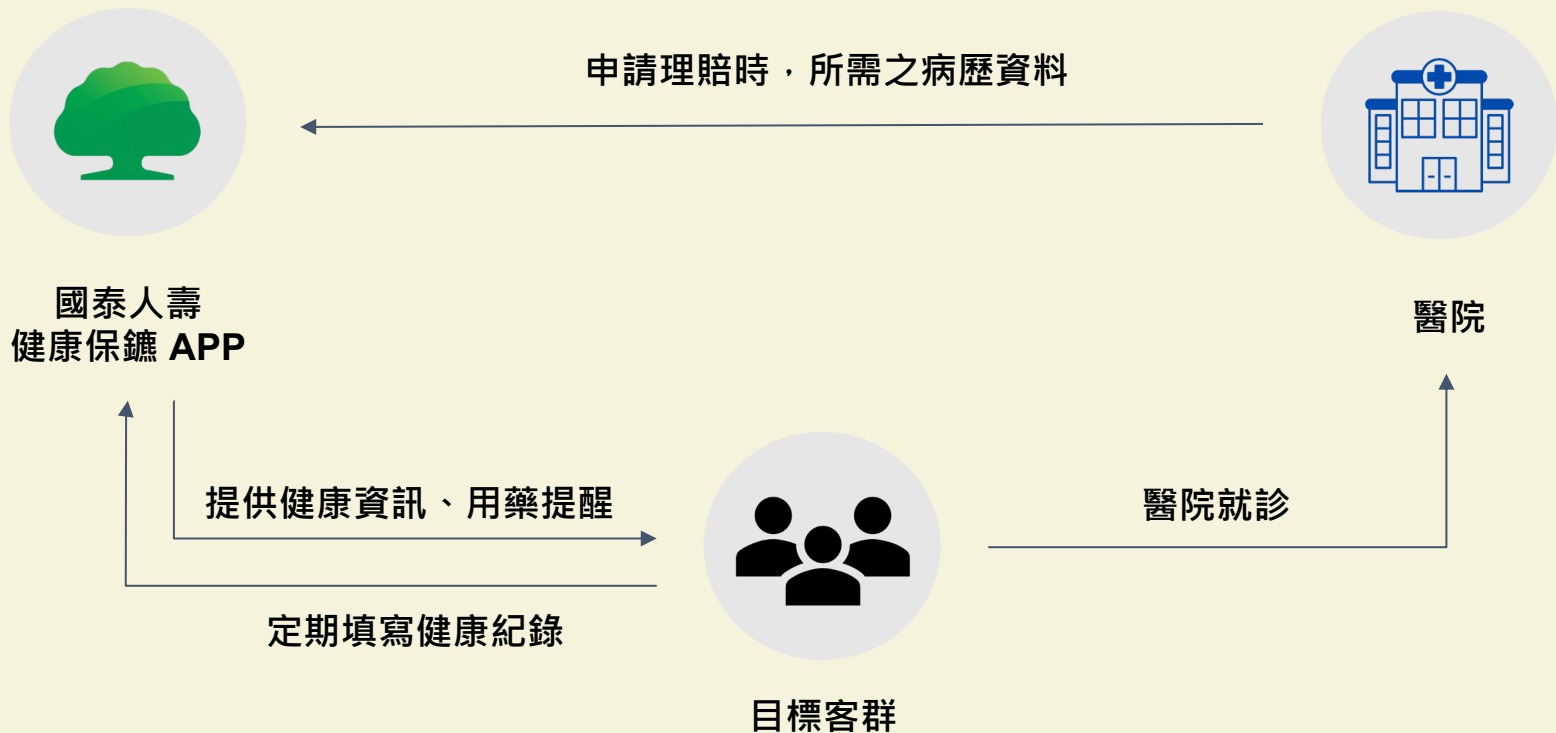 申請理賠時，所需之病歷資料
國泰人壽
健康保鑣 APP
醫院
提供健康資訊、用藥提醒
醫院就診
定期填寫健康紀錄
目標客群